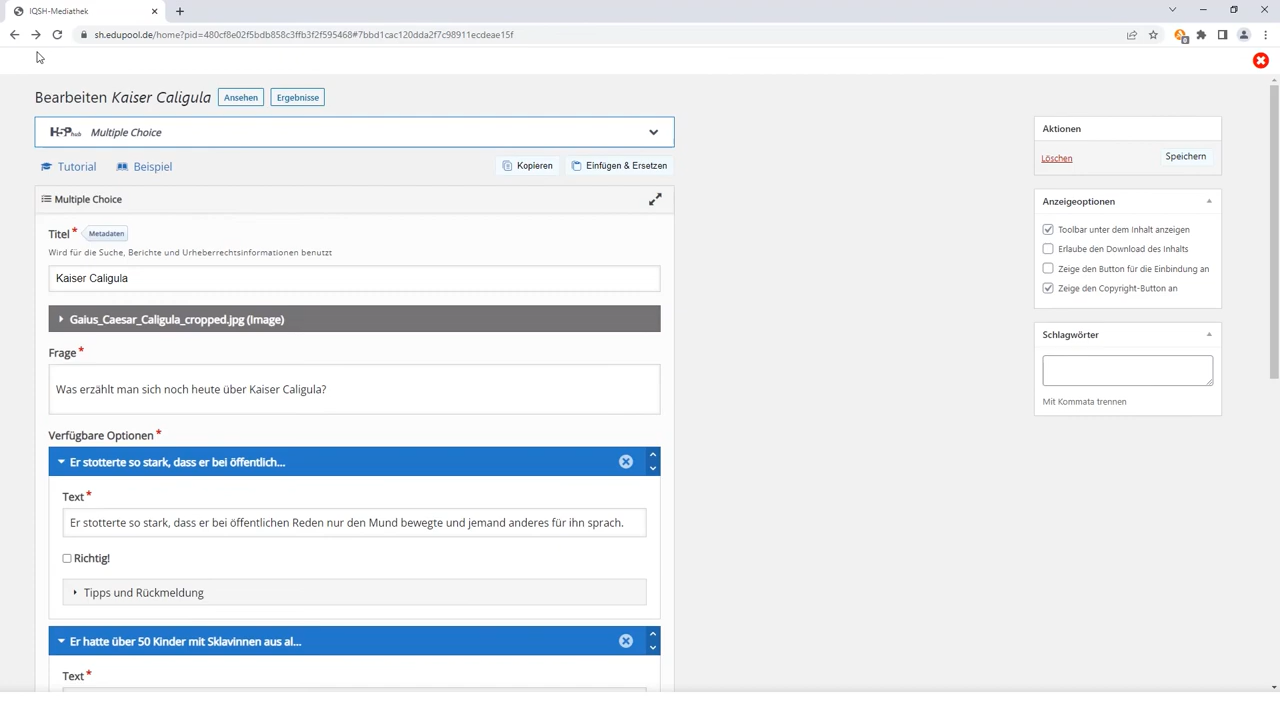 IQSH-Mediathek
sh.edupool.de/home?pid=480cf8e02f5bdb858c3ffb3f2f595468#7bbd1cac120dda2f7c98911ecdeae15f
Bearbeiten Kaiser Caligula Ansehen Ergebnisse
H5P hub Multiple Choice
Tutorial Beispiel Kopieren Einfügen & Ersetzen
Multiple Choice
Titel* Metadaten
Wird für die Suche, Berichte und Urheberrechtsinformationen benutzt
Kaiser Caligula
Gaius_Caesar_Caligula_cropped.jpg (Image)
Frage*
Was erzählt man sich noch heute über Kaiser Caligula?
Verfügbare Optionen*
Er stotterte so stark, dass er bei öffentlich...
Text*
Er stotterte so stark, dass er bei öffentlichen Reden nur den Mund bewegte und jemand anderes für ihn sprach.
Richtig!
Tipps und Rückmeldung
Er hatte über 50 Kinder mit Sklavinnen aus al...
Text*
Aktionen
Löschen Speichern
Anzeigeoptionen
Toolbar unter dem Inhalt anzeigen
Erlaube den Download des Inhalts
Zeige den Button für die Einbindung an
Zeige den Copyright-Button an
Schlagwörter
Mit Kommata trennen